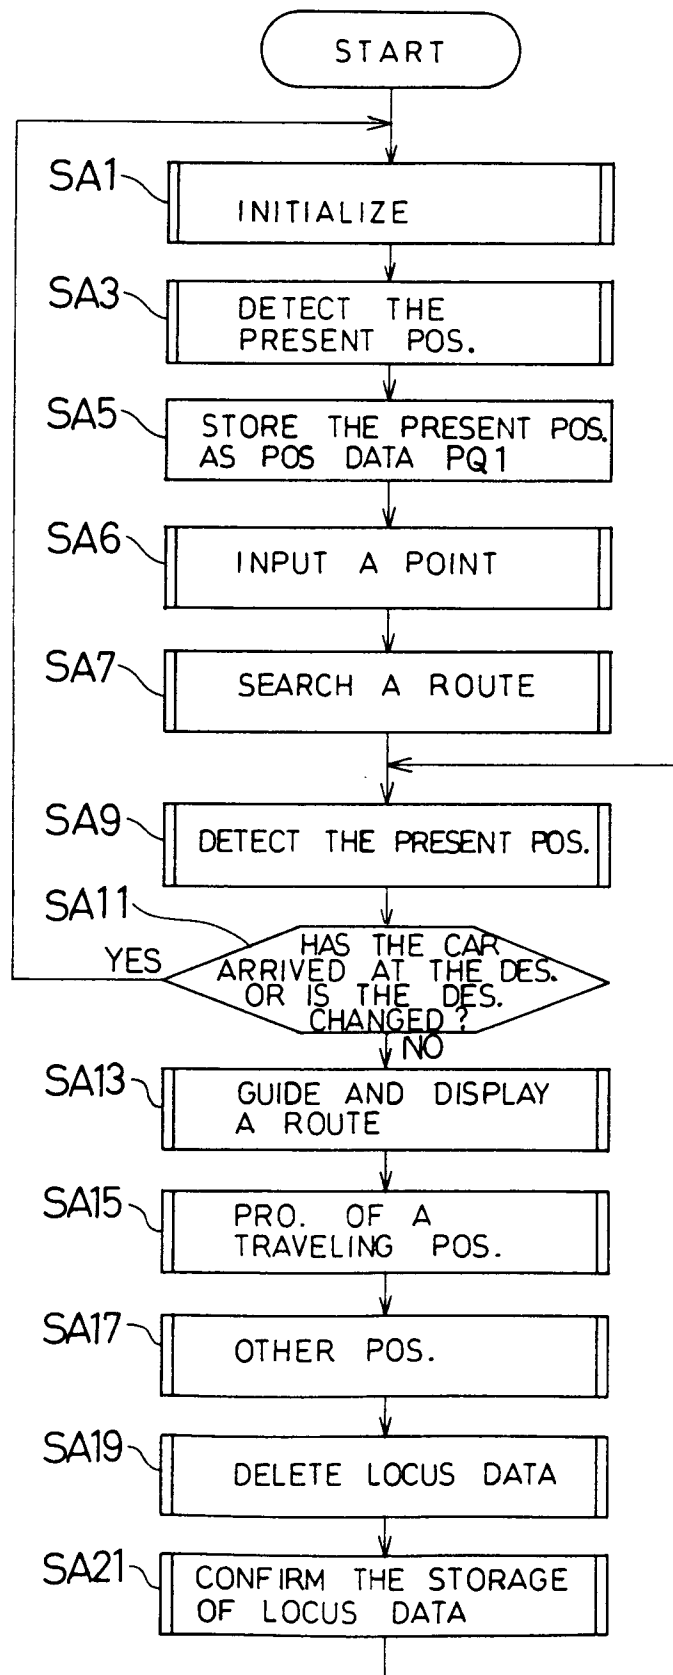 START
SA1
INITIALIZE
SA3
DETECT THE
PRESENT POS.
SA5
STORE THE PRESENT POS.
AS POS DATA PQ1
SA6
INPUT A POINT
SA7
SEARCH A ROUTE
SA9
DETECT THE PRESENT POS.
SA11
YES
HAS THE CAR
ARRIVED AT THE DES.
OR IS THE DES.
CHANGED ?
NO
SA13
GUIDE AND DISPLAY
A ROUTE
SA15
PRO. OF A
TRAVELING POS.
SA17
OTHER POS.
SA19
DELETE LOCUS DATA
SA21
CONFIRM THE STORAGE
OF LOCUS DATA